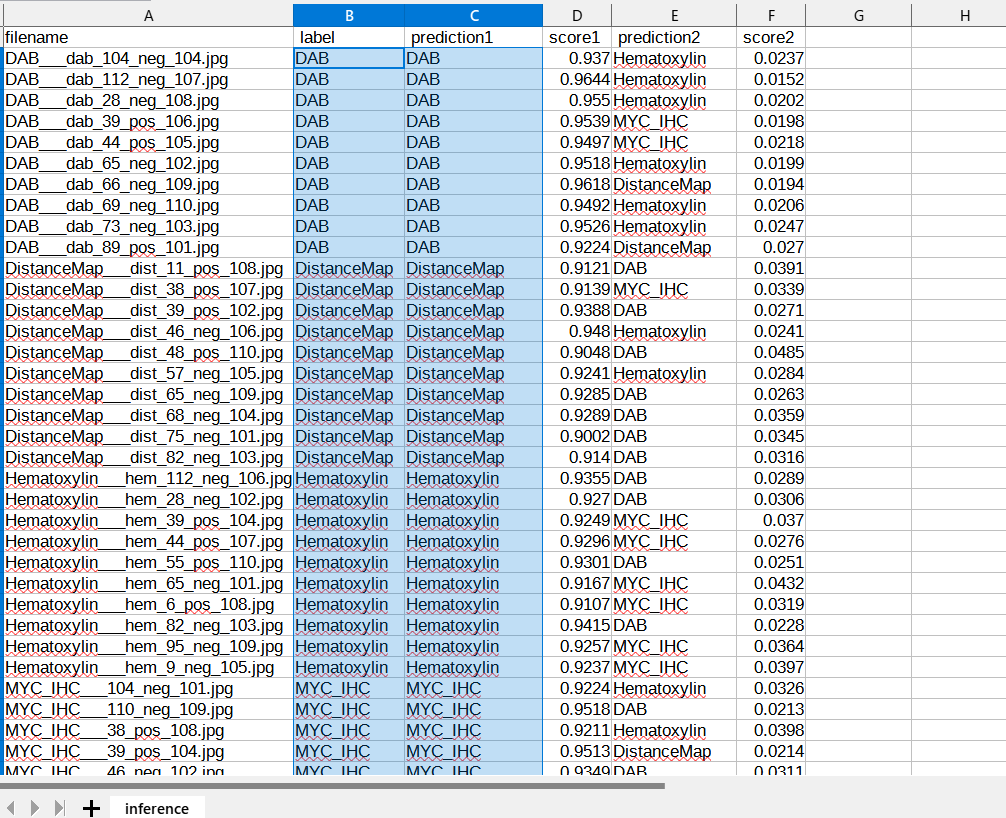 A B C D E F G H
filename label prediction1 score1 prediction2 score2
DAB___dab_104_neg_104.jpg DAB DAB 0.937 Hematoxylin 0.0237
DAB___dab_112_neg_107.jpg DAB DAB 0.9644 Hematoxylin 0.0152
DAB___dab_28_neg_108.jpg DAB DAB 0.955 Hematoxylin 0.0202
DAB___dab_39_pos_106.jpg DAB DAB 0.9539 MYC_IHC 0.0198
DAB___dab_44_pos_105.jpg DAB DAB 0.9497 MYC_IHC 0.0218
DAB___dab_65_neg_102.jpg DAB DAB 0.9518 Hematoxylin 0.0199
DAB___dab_66_neg_109.jpg DAB DAB 0.9618 DistanceMap 0.0194
DAB___dab_69_neg_110.jpg DAB DAB 0.9492 Hematoxylin 0.0206
DAB___dab_73_neg_103.jpg DAB DAB 0.9526 Hematoxylin 0.0247
DAB___dab_89_pos_101.jpg DAB DAB 0.9224 DistanceMap 0.027
DistanceMap___dist_11_pos_108.jpg DistanceMap DistanceMap 0.9121 DAB 0.0391
DistanceMap___dist_38_pos_107.jpg DistanceMap DistanceMap 0.9139 MYC_IHC 0.0339
DistanceMap___dist_39_pos_102.jpg DistanceMap DistanceMap 0.9388 DAB 0.0271
DistanceMap___dist_46_neg_106.jpg DistanceMap DistanceMap 0.948 Hematoxylin 0.0241
DistanceMap___dist_48_pos_110.jpg DistanceMap DistanceMap 0.9048 DAB 0.0485
DistanceMap___dist_57_neg_105.jpg DistanceMap DistanceMap 0.9241 Hematoxylin 0.0284
DistanceMap___dist_65_neg_109.jpg DistanceMap DistanceMap 0.9285 DAB 0.0263
DistanceMap___dist_68_neg_104.jpg DistanceMap DistanceMap 0.9289 DAB 0.0359
DistanceMap___dist_75_neg_101.jpg DistanceMap DistanceMap 0.9002 DAB 0.0345
DistanceMap___dist_82_neg_103.jpg DistanceMap DistanceMap 0.914 DAB 0.0316
Hematoxylin___hem_112_neg_106.jpg Hematoxylin Hematoxylin 0.9355 DAB 0.0289
Hematoxylin___hem_28_neg_102.jpg Hematoxylin Hematoxylin 0.927 DAB 0.0306
Hematoxylin___hem_39_pos_104.jpg Hematoxylin Hematoxylin 0.9249 MYC_IHC 0.037
Hematoxylin___hem_44_pos_107.jpg Hematoxylin Hematoxylin 0.9296 MYC_IHC 0.0276
Hematoxylin___hem_55_pos_110.jpg Hematoxylin Hematoxylin 0.9301 DAB 0.0251
Hematoxylin___hem_65_neg_101.jpg Hematoxylin Hematoxylin 0.9167 MYC_IHC 0.0432
Hematoxylin___hem_6_pos_108.jpg Hematoxylin Hematoxylin 0.9107 MYC_IHC 0.0319
Hematoxylin___hem_82_neg_103.jpg Hematoxylin Hematoxylin 0.9415 DAB 0.0228
Hematoxylin___hem_95_neg_109.jpg Hematoxylin Hematoxylin 0.9257 MYC_IHC 0.0364
Hematoxylin___hem_9_neg_105.jpg Hematoxylin Hematoxylin 0.9237 MYC_IHC 0.0397
MYC_IHC___104_neg_101.jpg MYC_IHC MYC_IHC 0.9224 Hematoxylin 0.0326
MYC_IHC___110_neg_109.jpg MYC_IHC MYC_IHC 0.9518 DAB 0.0213
MYC_IHC___38_pos_108.jpg MYC_IHC MYC_IHC 0.9211 Hematoxylin 0.0398
MYC_IHC___39_pos_104.jpg MYC_IHC MYC_IHC 0.9513 DistanceMap 0.0214
MYC_IHC___46_neg_102.jpg MYC_IHC MYC_IHC 0.9349 DAB 0.0311
inference